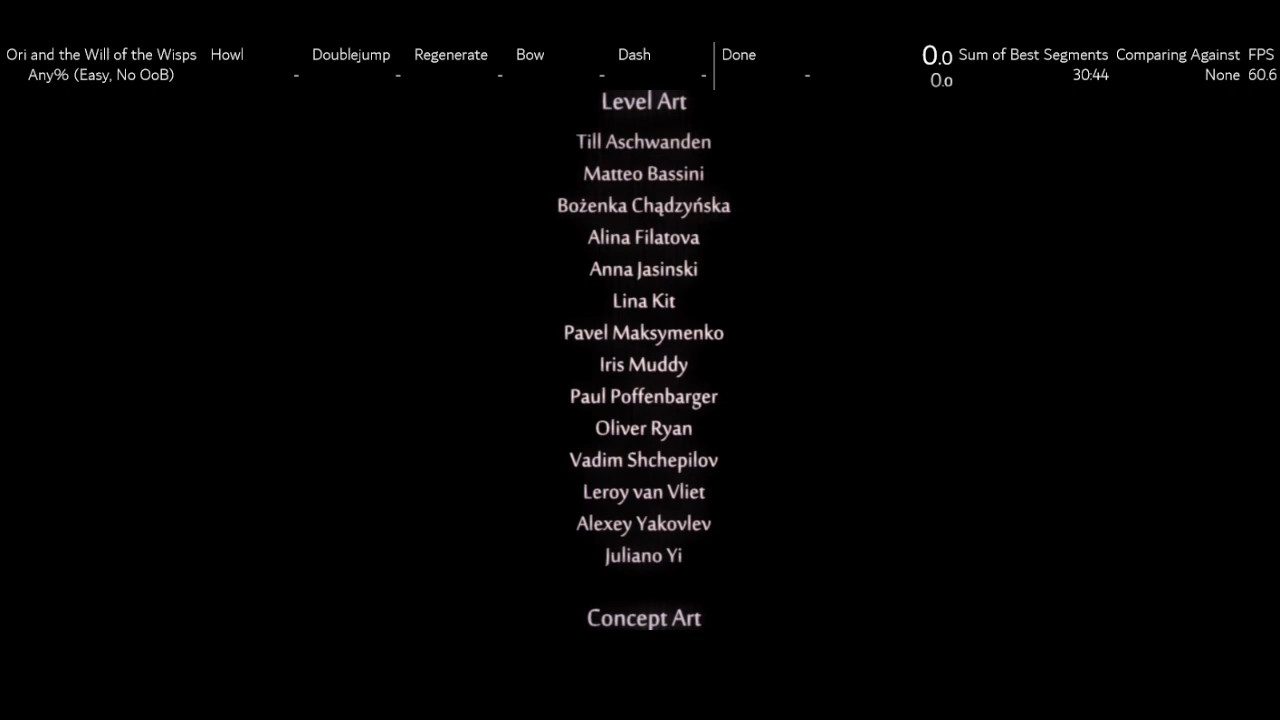 Ori and the Will of the Wisps Howl Doublejump Regenerate Bow Dash Done 0.0 Sum of Best Segments Comparing Against FPS
Any% (Easy, No OoB) - - - - - - 0.0 30:44 None 60.6
Level Art
Till Aschwanden
Matteo Bassini
Bożenka Chądzyńska
Alina Filatova
Anna Jasinski
Lina Kit
Pavel Maksymenko
Iris Muddy
Paul Poffenbarger
Oliver Ryan
Vadim Shchepilov
Leroy van Vliet
Alexey Yakovlev
Juliano Yi
Concept Art